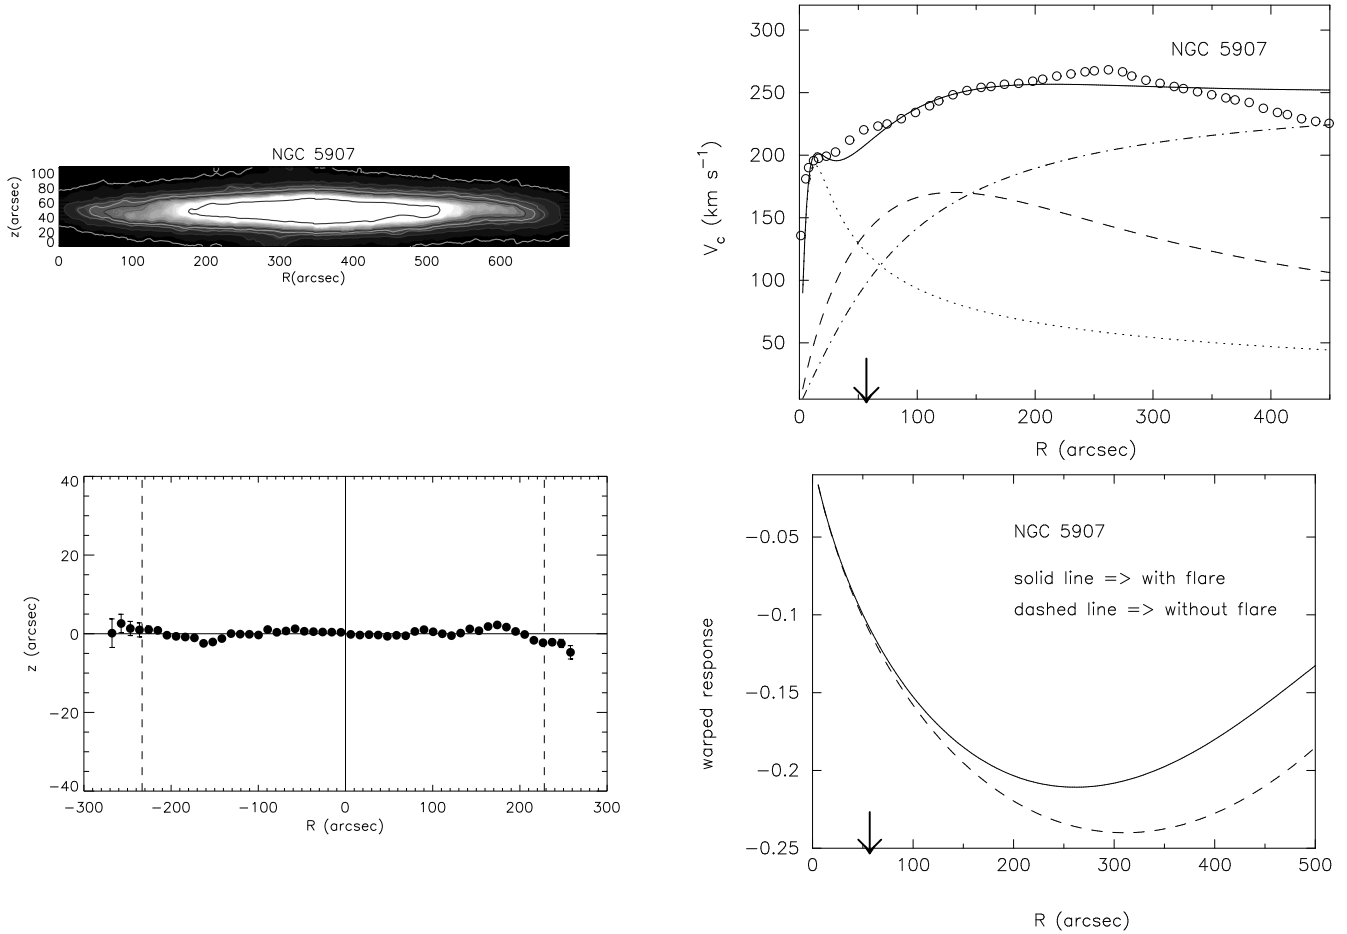 NGC 5907
100
80
60
40
20
0
z(arcsec)
0 100 200 300 400 500 600
R(arcsec)
NGC 5907
300
250
200
150
100
50
V_c (km s^-1)
0 100 200 300 400
R (arcsec)
40
20
0
−20
−40
z (arcsec)
−300 −200 −100 0 100 200 300
R (arcsec)
NGC 5907
solid line => with flare
dashed line => without flare
−0.05
−0.1
−0.15
−0.2
−0.25
warped response
0 100 200 300 400 500
R (arcsec)